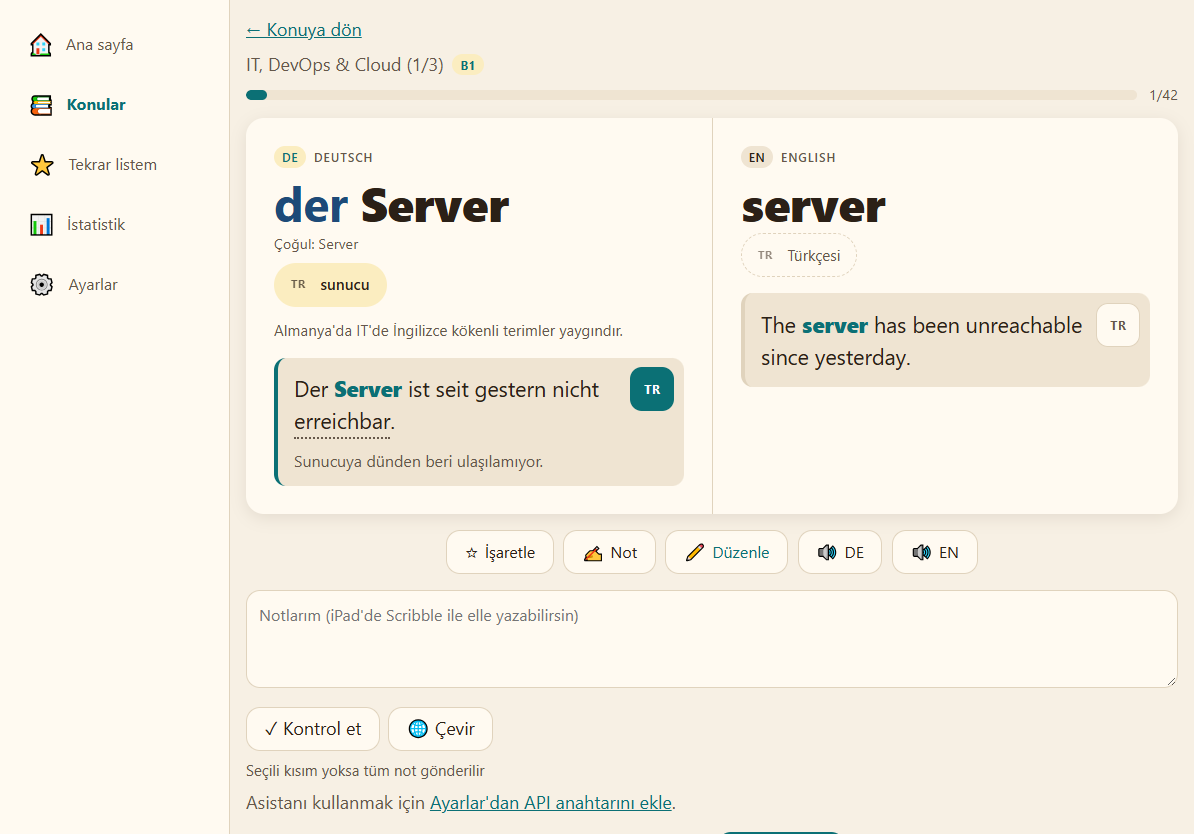 Ana sayfa
Konular
Tekrar listem
İstatistik
Ayarlar
← Konuya dön
IT, DevOps & Cloud (1/3) B1
1/42
DE DEUTSCH
der Server
Çoğul: Server
TR sunucu
Almanya'da IT'de İngilizce kökenli terimler yaygındır.
Der Server ist seit gestern nicht
erreichbar.
TR
Sunucuya dünden beri ulaşılamıyor.
EN ENGLISH
server
TR Türkçesi
The server has been unreachable
since yesterday.
TR
☆ İşaretle
Not
Düzenle
DE
EN
Notlarım (iPad'de Scribble ile elle yazabilirsin)
✓ Kontrol et
Çevir
Seçili kısım yoksa tüm not gönderilir
Asistanı kullanmak için Ayarlar'dan API anahtarını ekle.